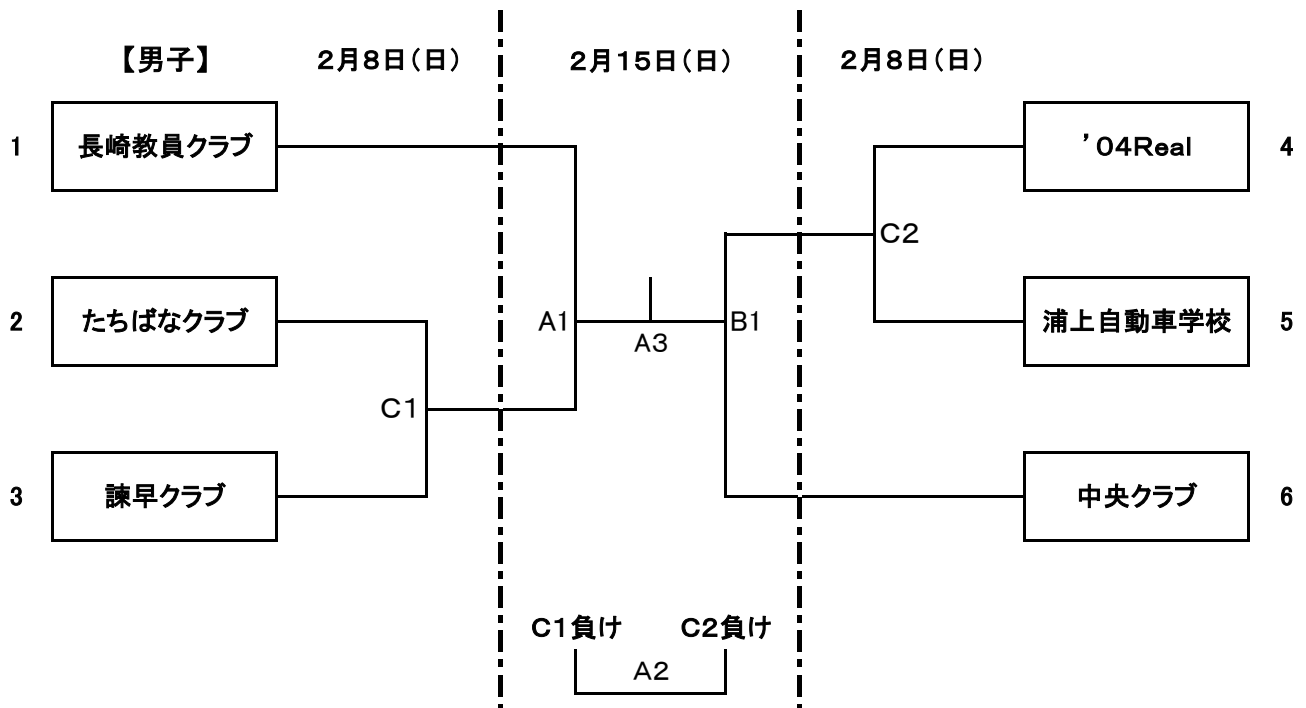 【男子】 2月8日(日) 2月15日(日) 2月8日(日)
1 長崎教員クラブ ’04Real 4
C2
2 たちばなクラブ A1 B1 浦上自動車学校 5
A3
C1
3 諫早クラブ 中央クラブ 6
C1負け C2負け
A2